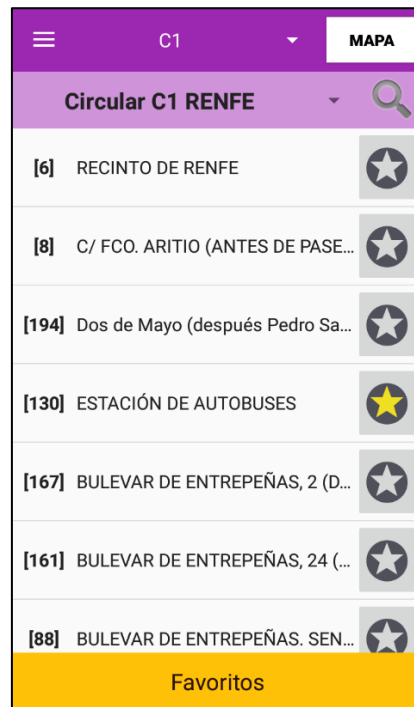 C1
MAPA
Circular C1 RENFE
[6] RECINTO DE RENFE
[8] C/ FCO. ARITIO (ANTES DE PASE...
[194] Dos de Mayo (después Pedro Sa...
[130] ESTACIÓN DE AUTOBUSES
[167] BULEVAR DE ENTREPEÑAS, 2 (D...
[161] BULEVAR DE ENTREPEÑAS, 24 (...
[88] BULEVAR DE ENTREPEÑAS. SEN...
Favoritos